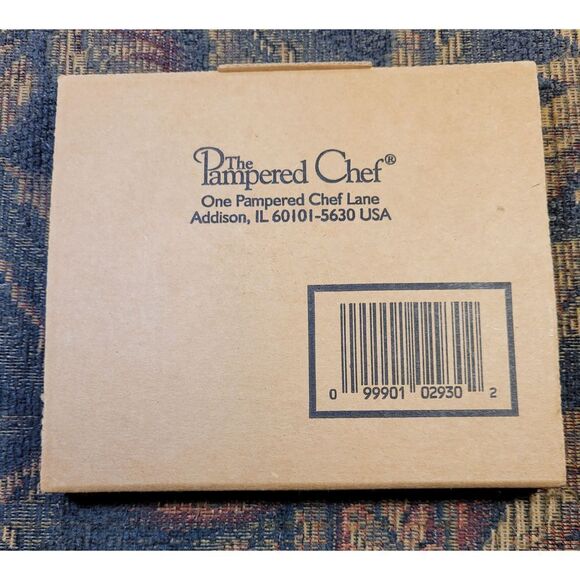 The
Pampered Chef®
One Pampered Chef Lane
Addison, IL 60101-5630 USA
0 99901 02930 2